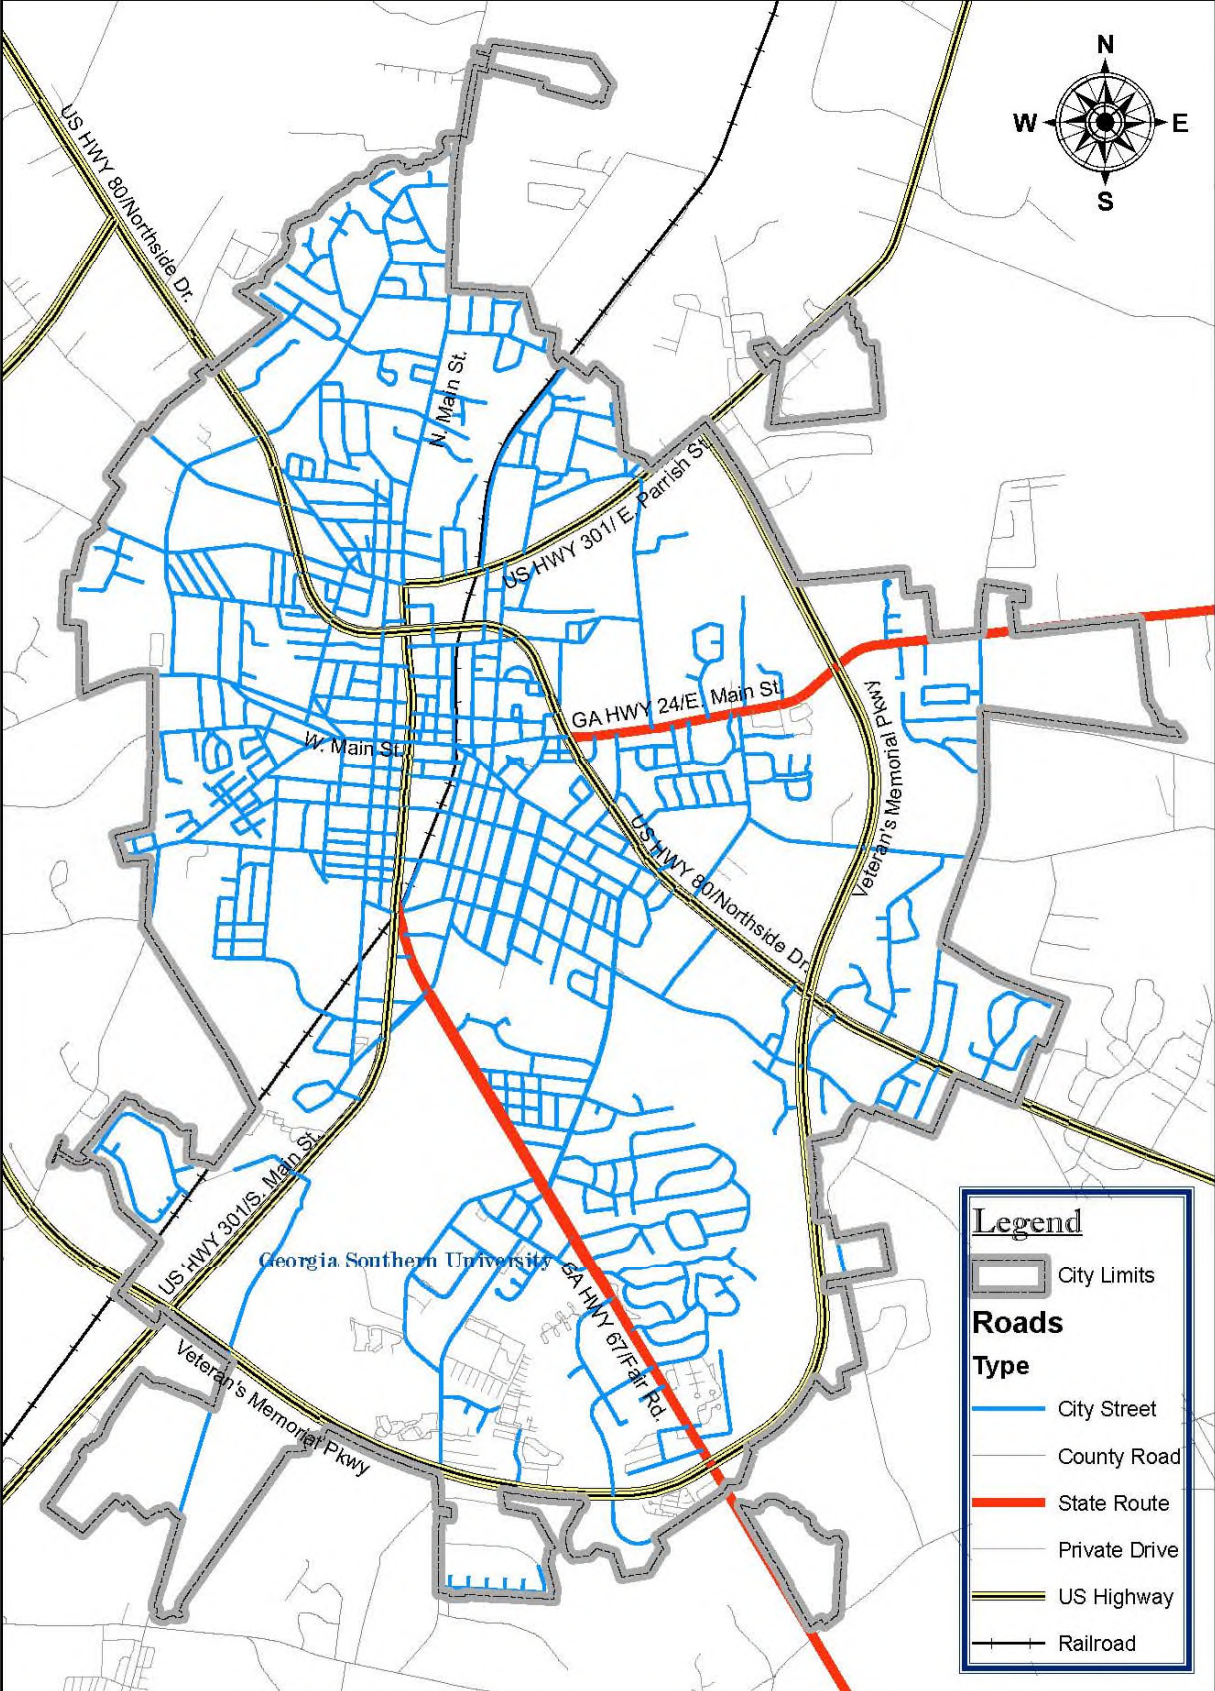 N
W
E
S
US HWY 80/Northside Dr.
N. Main St.
US HWY 301/ E. Parrish St.
GA HWY 24/E. Main St.
W. Main St.
Veteran's Memorial Pkwy
US HWY 80/Northside Dr.
US HWY 301/S. Main St.
Georgia Southern University
GA HWY 67/Fair Rd.
Veteran's Memorial Pkwy
Legend
City Limits
Roads
Type
City Street
County Road
State Route
Private Drive
US Highway
Railroad